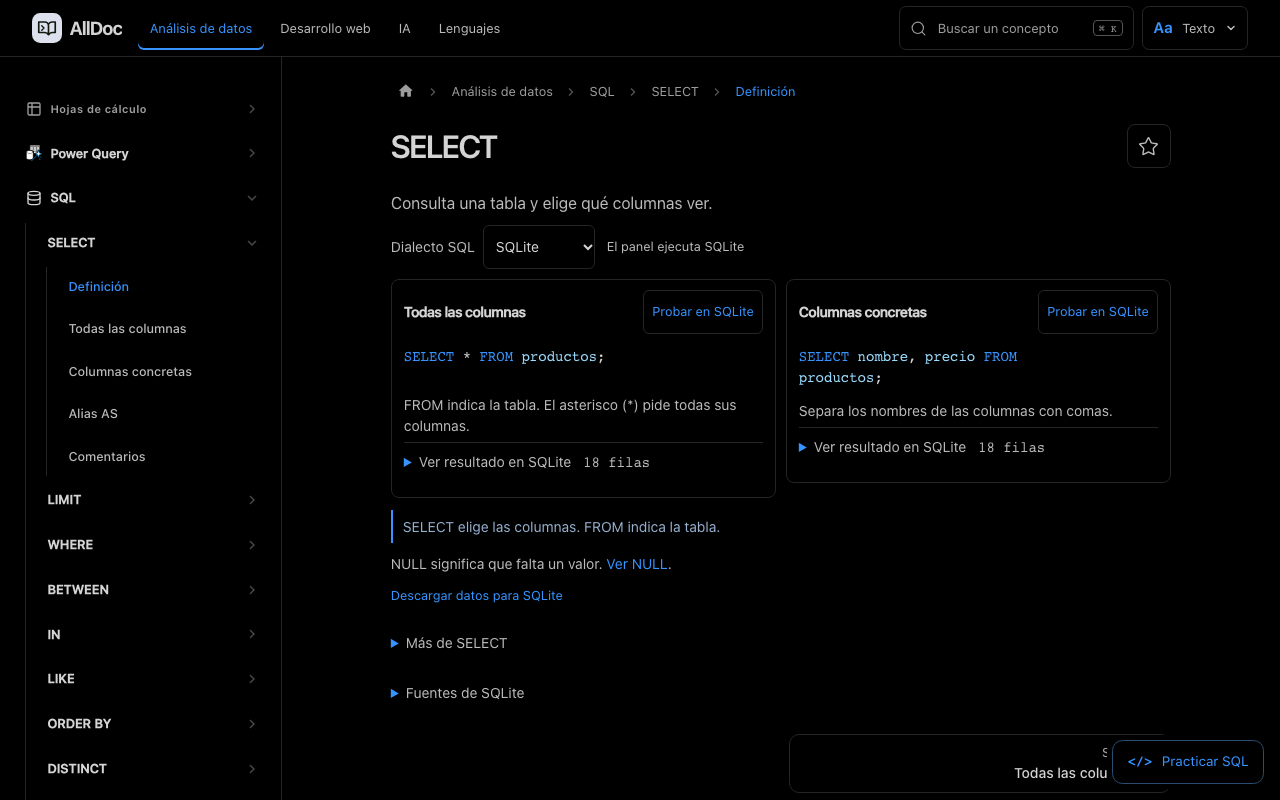 AllDoc
Análisis de datos
Desarrollo web
IA
Lenguajes
Buscar un concepto
⌘ K
Aa Texto
Hojas de cálculo
Power Query
SQL
SELECT
Definición
Todas las columnas
Columnas concretas
Alias AS
Comentarios
LIMIT
WHERE
BETWEEN
IN
LIKE
ORDER BY
DISTINCT
Análisis de datos
SQL
SELECT
Definición
SELECT
Consulta una tabla y elige qué columnas ver.
Dialecto SQL
SQLite
El panel ejecuta SQLite
Todas las columnas
Probar en SQLite
SELECT * FROM productos;
FROM indica la tabla. El asterisco (*) pide todas sus
columnas.
Ver resultado en SQLite 18 filas
Columnas concretas
Probar en SQLite
SELECT nombre, precio FROM
productos;
Separa los nombres de las columnas con comas.
Ver resultado en SQLite 18 filas
SELECT elige las columnas. FROM indica la tabla.
NULL significa que falta un valor. Ver NULL.
Descargar datos para SQLite
Más de SELECT
Fuentes de SQLite
Todas las colu
</> Practicar SQL